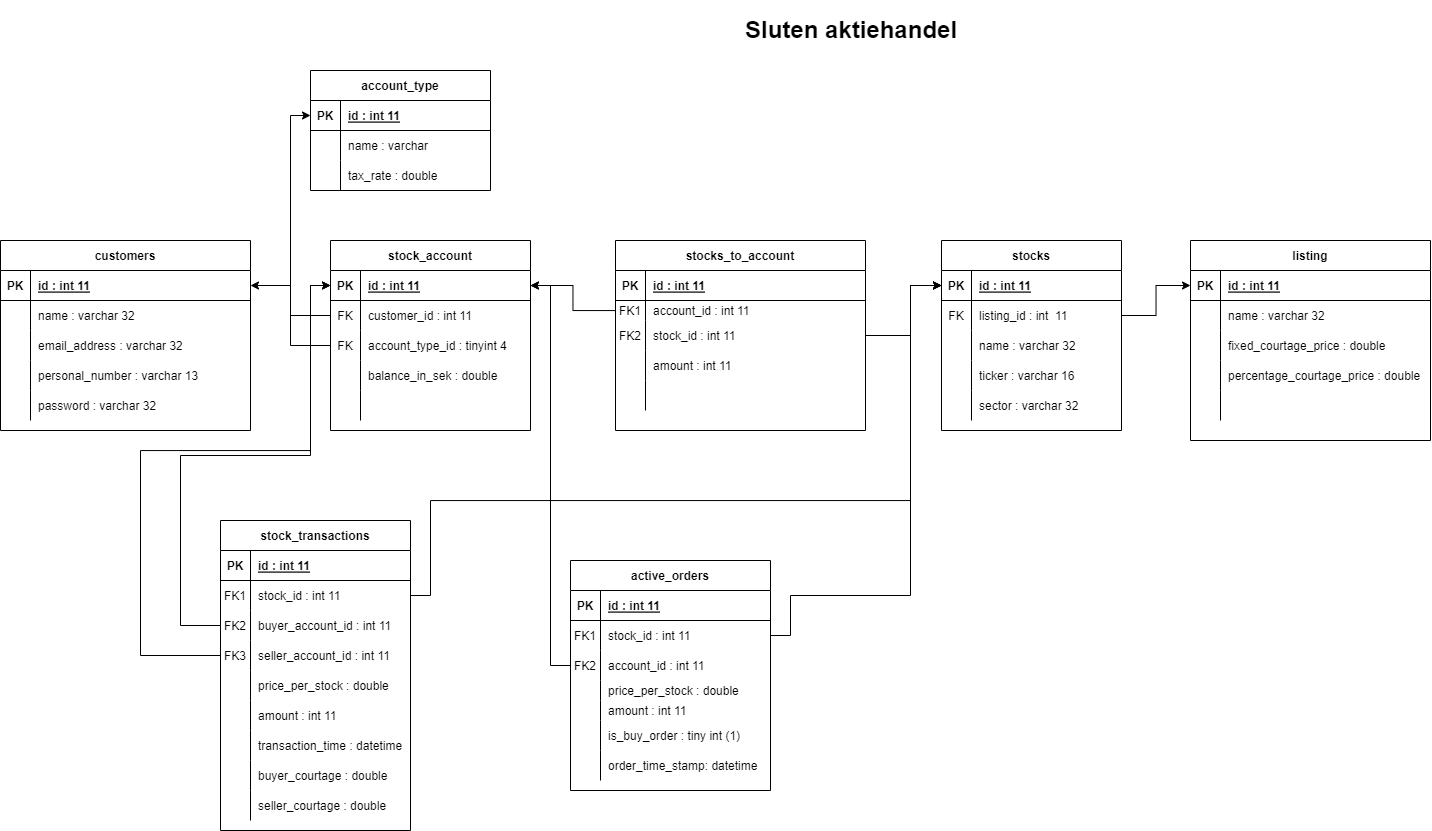 Sluten aktiehandel
account_type
PK id : int 11
name : varchar
tax_rate : double
customers
PK id : int 11
name : varchar 32
email_address : varchar 32
personal_number : varchar 13
password : varchar 32
stock_account
PK id : int 11
FK customer_id : int 11
FK account_type_id : tinyint 4
balance_in_sek : double
stocks_to_account
PK id : int 11
FK1 account_id : int 11
FK2 stock_id : int 11
amount : int 11
stocks
PK id : int 11
FK listing_id : int 11
name : varchar 32
ticker : varchar 16
sector : varchar 32
listing
PK id : int 11
name : varchar 32
fixed_courtage_price : double
percentage_courtage_price : double
stock_transactions
PK id : int 11
FK1 stock_id : int 11
FK2 buyer_account_id : int 11
FK3 seller_account_id : int 11
price_per_stock : double
amount : int 11
transaction_time : datetime
buyer_courtage : double
seller_courtage : double
active_orders
PK id : int 11
FK1 stock_id : int 11
FK2 account_id : int 11
price_per_stock : double
amount : int 11
is_buy_order : tiny int (1)
order_time_stamp: datetime